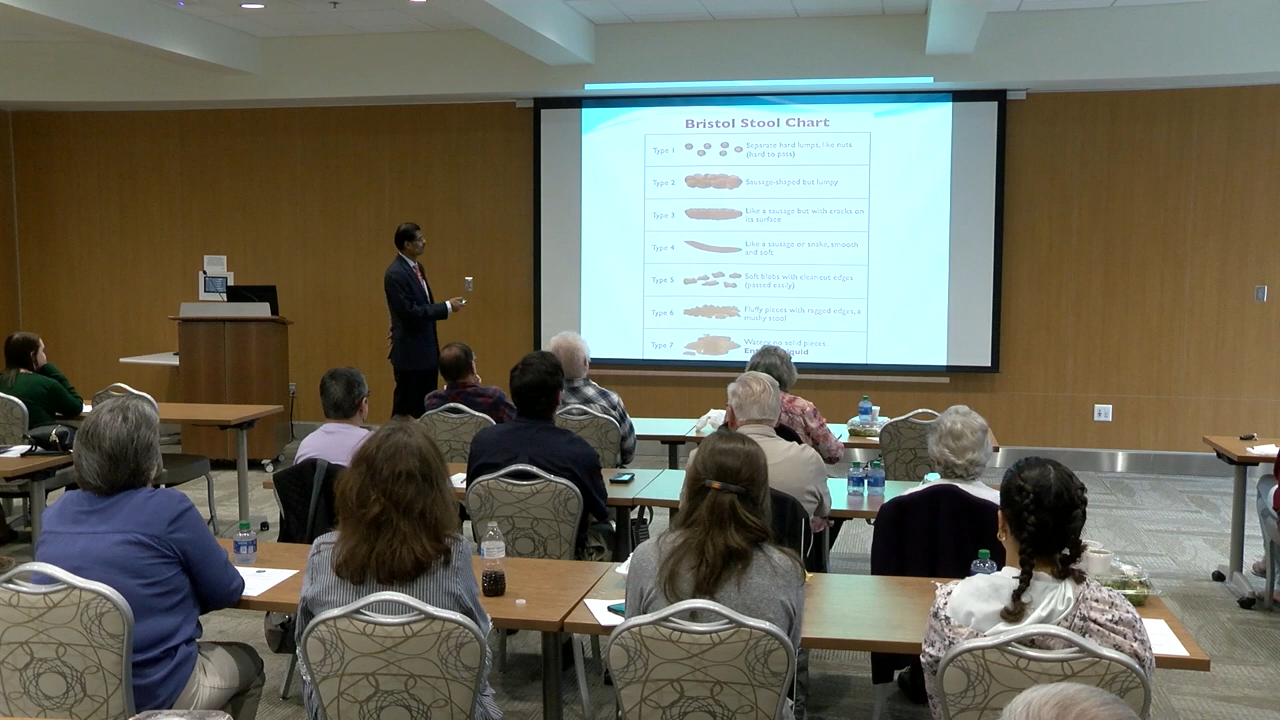 Bristol Stool Chart
Type 1
Separate hard lumps, like nuts
(hard to pass)
Type 2
Sausage-shaped but lumpy
Type 3
Like a sausage but with cracks on
its surface
Type 4
Like a sausage or snake, smooth
and soft
Type 5
Soft blobs with clean-cut edges
(passed easily)
Type 6
Fluffy pieces with ragged edges, a
mushy stool
Type 7
Watery, no solid pieces.